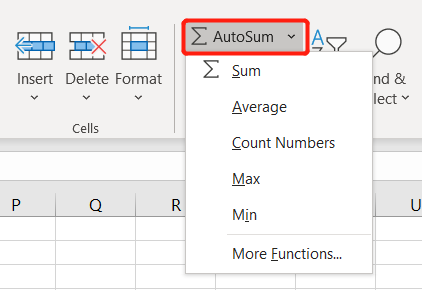 AutoSum
Insert Delete Format
Cells
Sum
Average
Count Numbers
Max
Min
More Functions...
nd &
lect
P Q R U